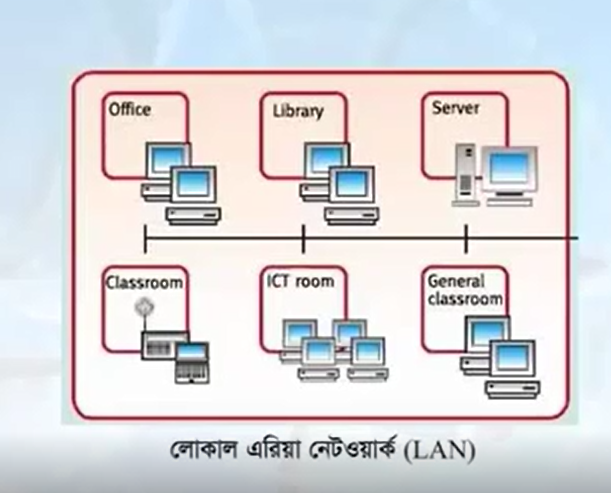 Office
Library
Server
Classroom
ICT room
General
classroom
লোকাল এরিয়া নেটওয়ার্ক (LAN)